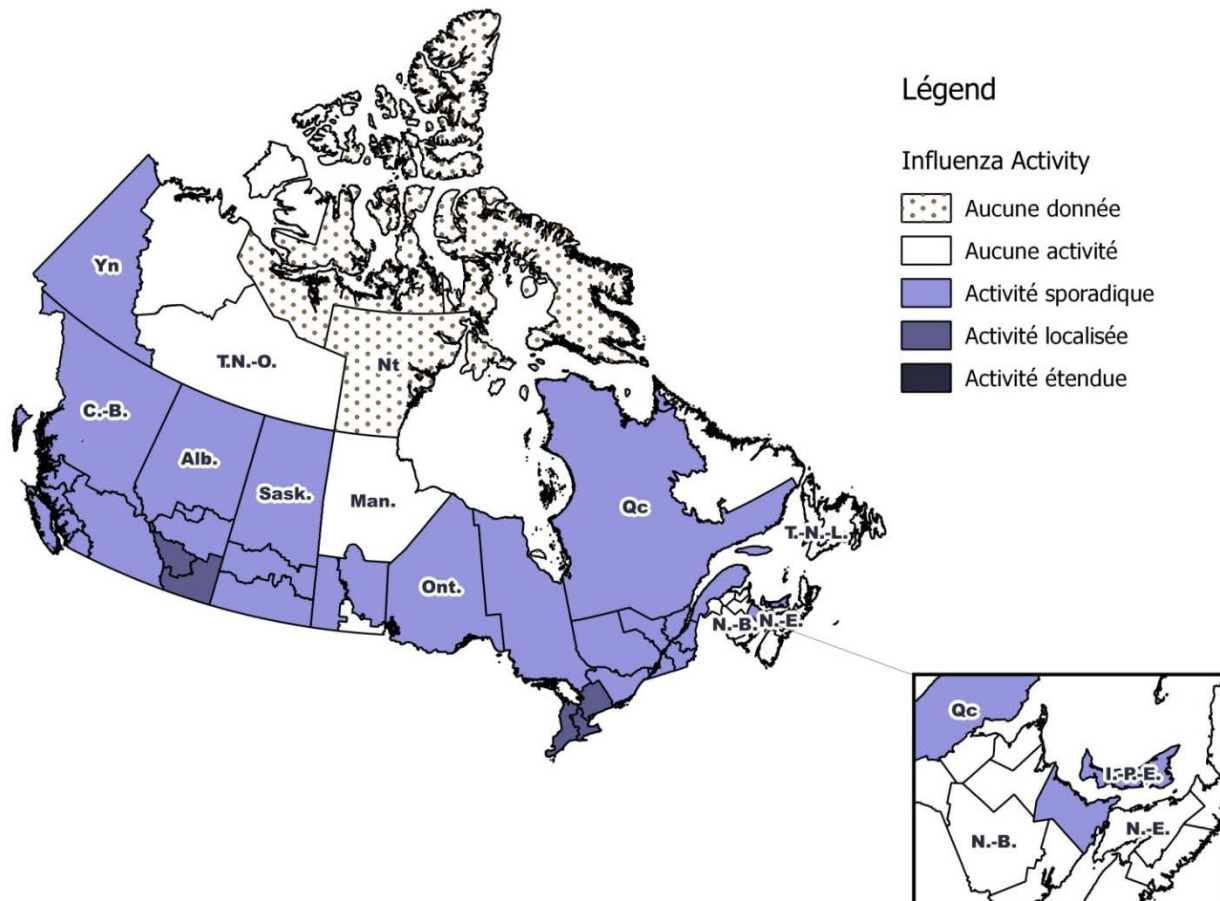 Légend
Influenza Activity
Aucune donnée
Aucune activité
Activité sporadique
Activité localisée
Activité étendue
Yn
T.N.-O.
Nt
C.-B.
Alb.
Sask.
Man.
Ont.
Qc
T.-N.-L.
N.-B.
N.-E.
Qc
I.-P.-E.
N.-B.
N.-E.